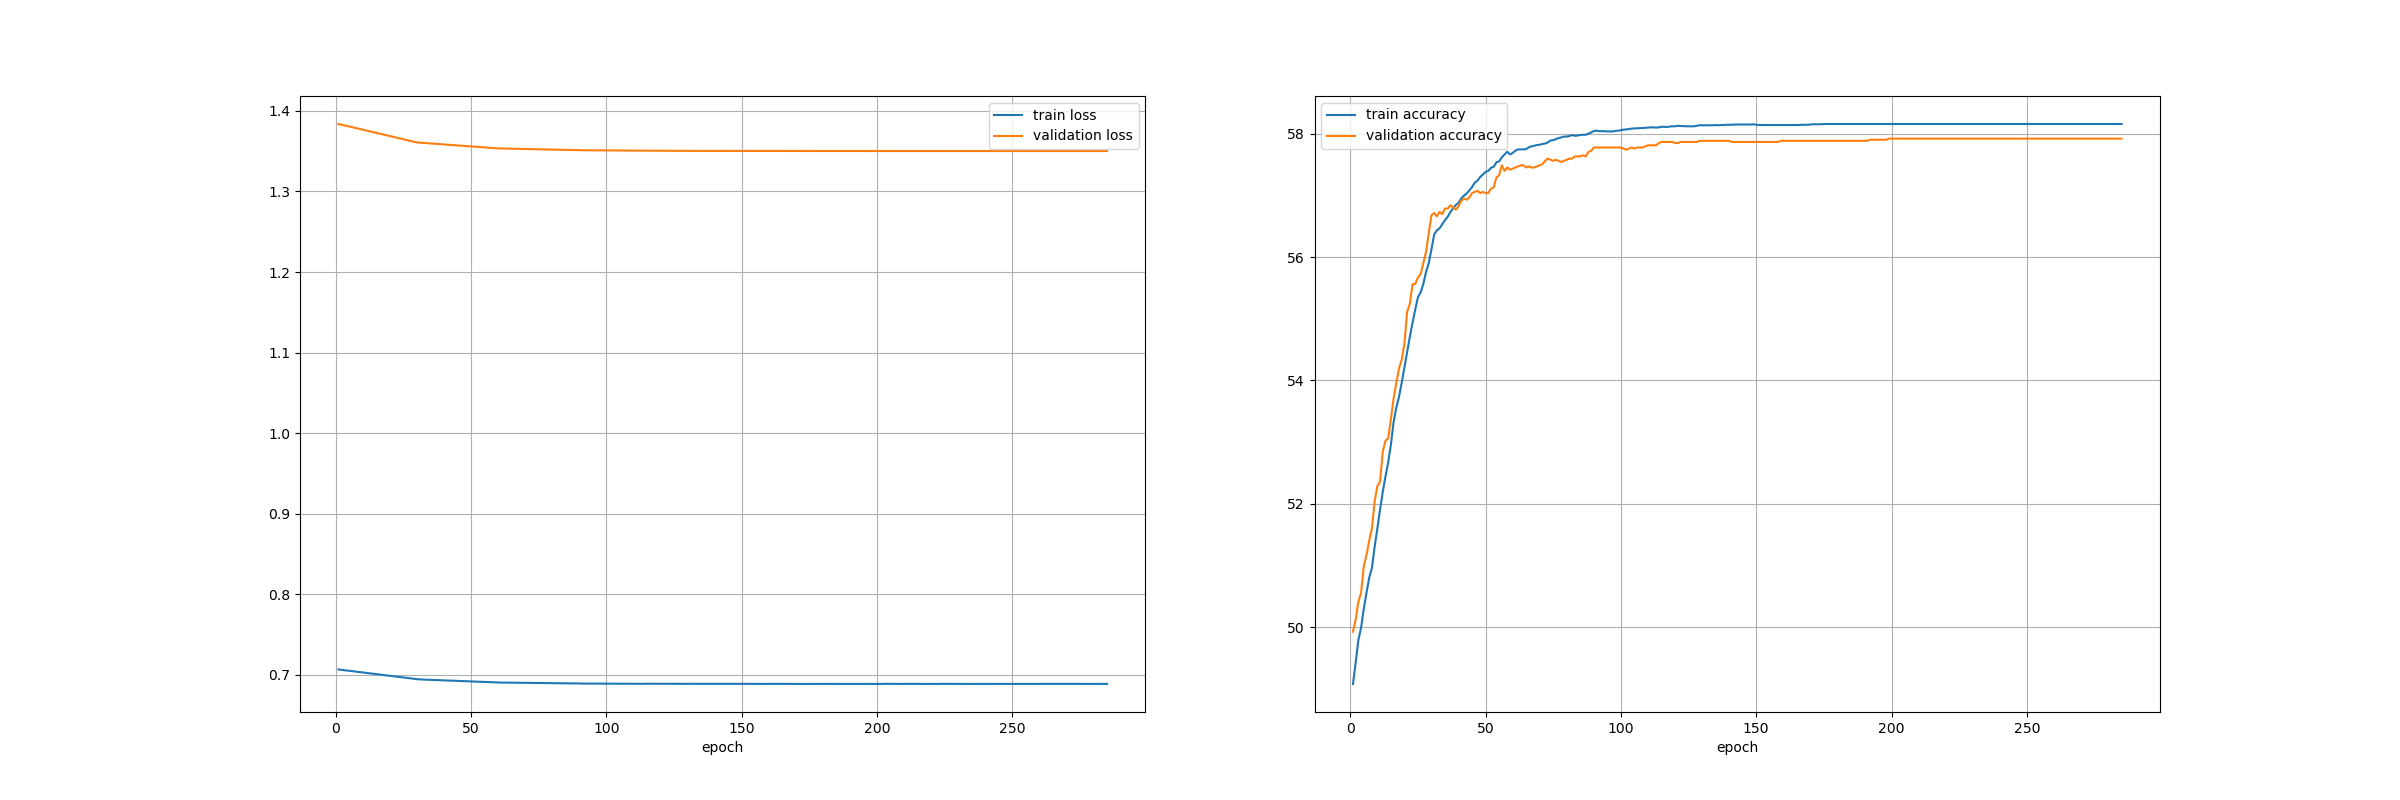 1.4
1.3
1.2
1.1
1.0
0.9
0.8
0.7
train loss
validation loss
0 50 100 150 200 250
epoch
58
56
54
52
50
train accuracy
validation accuracy
0 50 100 150 200 250
epoch